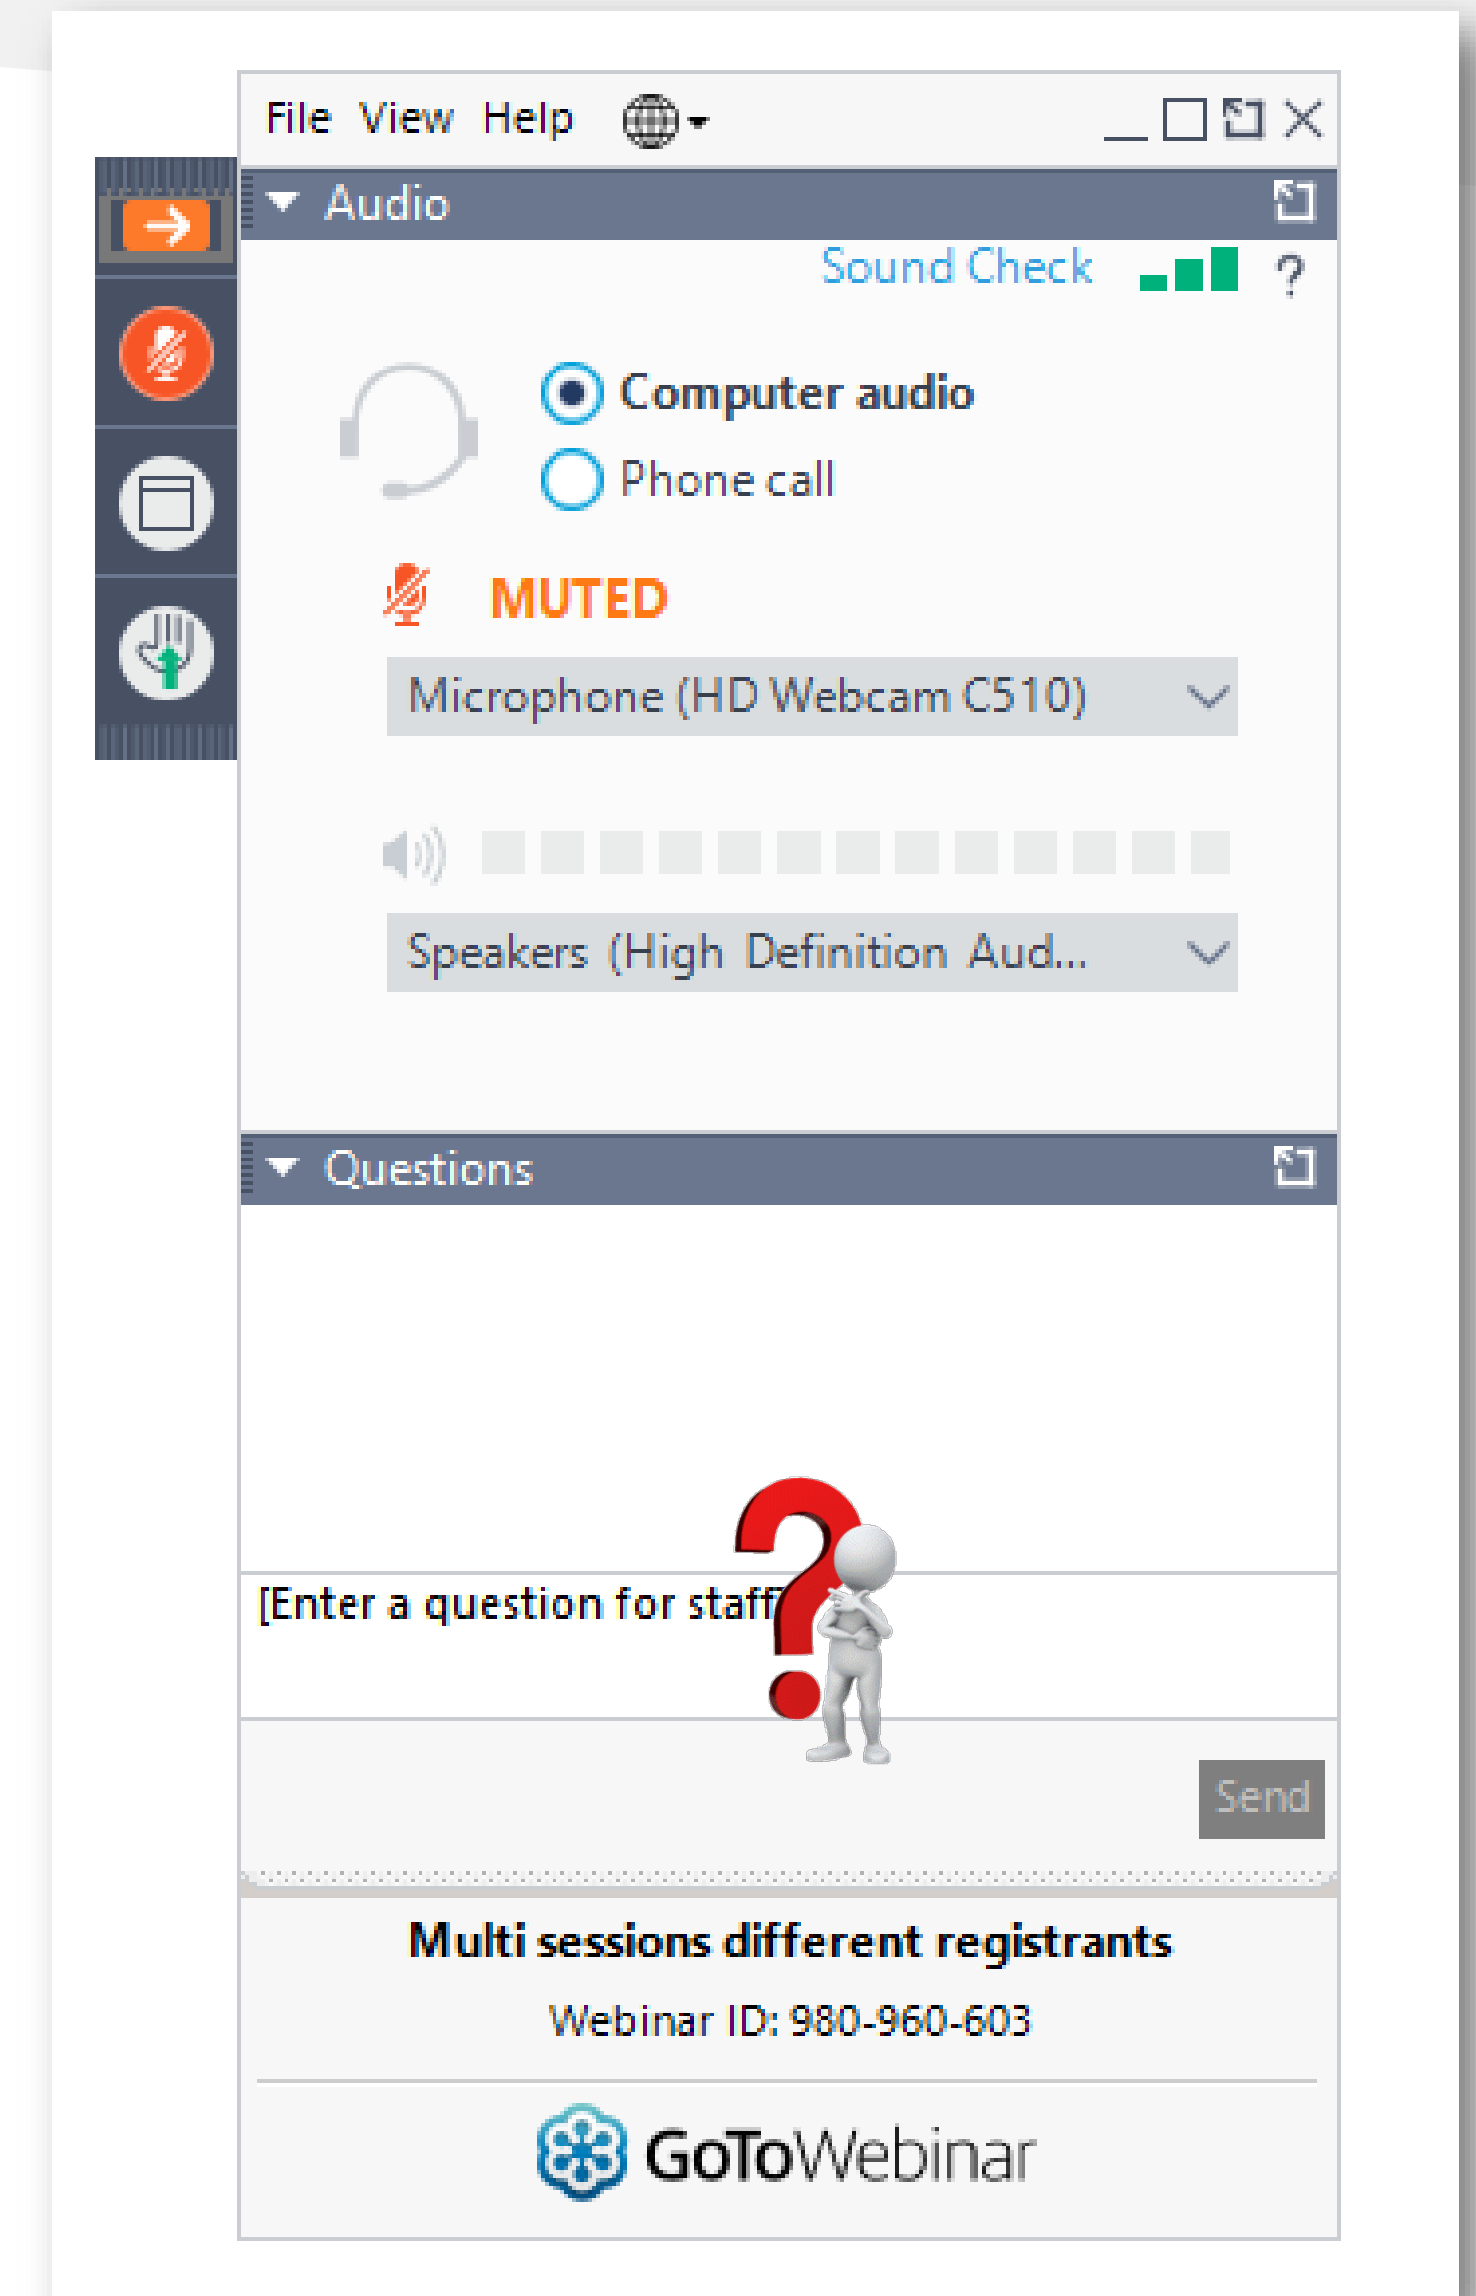 File View Help
Audio
Sound Check ?
Computer audio
Phone call
MUTED
Microphone (HD Webcam C510)
Speakers (High Definition Aud...
Questions
[Enter a question for staff]
Send
Multi sessions different registrants
Webinar ID: 980-960-603
GoToWebinar